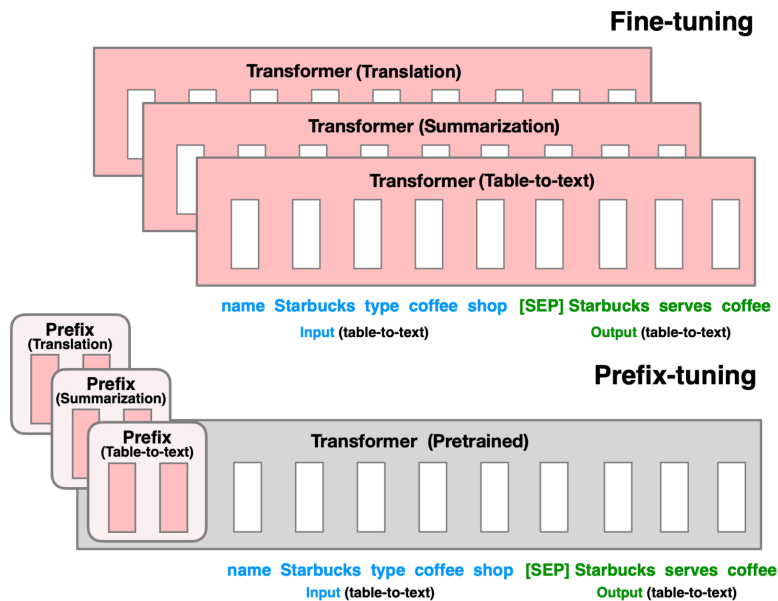 Fine-tuning
Transformer (Translation)
Transformer (Summarization)
Transformer (Table-to-text)
name Starbucks type coffee shop [SEP] Starbucks serves coffee
Input (table-to-text) Output (table-to-text)
Prefix-tuning
Prefix
(Translation)
Prefix
(Summarization)
Prefix
(Table-to-text)
Transformer (Pretrained)
name Starbucks type coffee shop [SEP] Starbucks serves coffee
Input (table-to-text) Output (table-to-text)